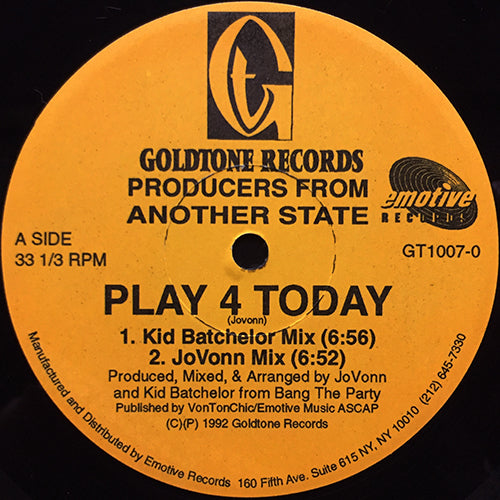 Gt
GOLDTONE RECORDS
PRODUCERS FROM
ANOTHER STATE
emotive
RECORDS
A SIDE
33 1/3 RPM
GT1007-0
PLAY 4 TODAY
(Jovonn)
1. Kid Batchelor Mix (6:56)
2. JoVonn Mix (6:52)
Produced, Mixed, & Arranged by JoVonn
and Kid Batchelor from Bang The Party
Published by VonTonChic/Emotive Music ASCAP
(C)(P) 1992 Goldtone Records
Manufactured and Distributed by Emotive Records 160 Fifth Ave. Suite 615 NY, NY 10010 (212) 645-7330